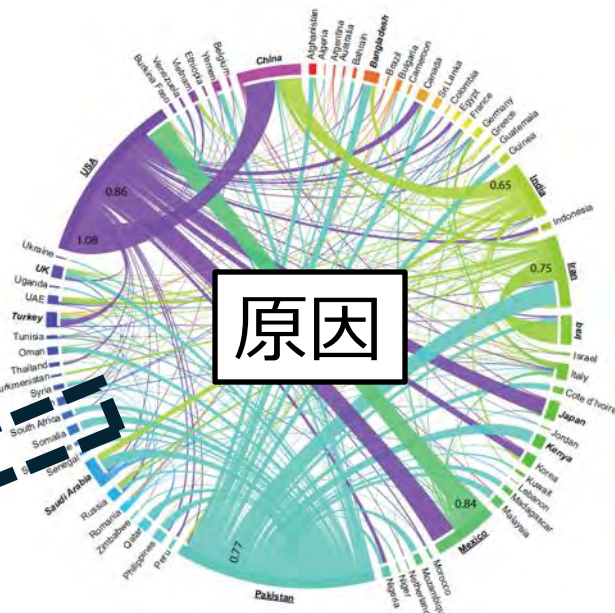 China
Afghanistan
Algeria
Argentina
Australia
Bahrain
Bangladesh
Brazil
Bulgaria
Cameroon
Canada
Sri Lanka
Colombia
Egypt
France
Germany
Greece
Guatemala
Guinea
India
Indonesia
Iran
Iraq
Israel
Italy
Cote d'Ivoire
Japan
Jordan
Kenya
Korea
Kuwait
Lebanon
Madagascar
Malaysia
Mexico
Morocco
Mozambiq
Netherland
Niger
Nigeria
Pakistan
Peru
Philippines
Qatar
Zimbabwe
Romania
Russia
Saudi Arabia
Senegal
Somalia
South Africa
Syria
urkmenistan
Thailand
Oman
Tunisia
Turkey
UAE
Uganda
UK
Ukraine
USA
Burkina Faso
Venezuela
Vietnam
Ethiopia
Yemen
Belgium
0.86
1.08
0.65
0.75
0.84
0.77
原因